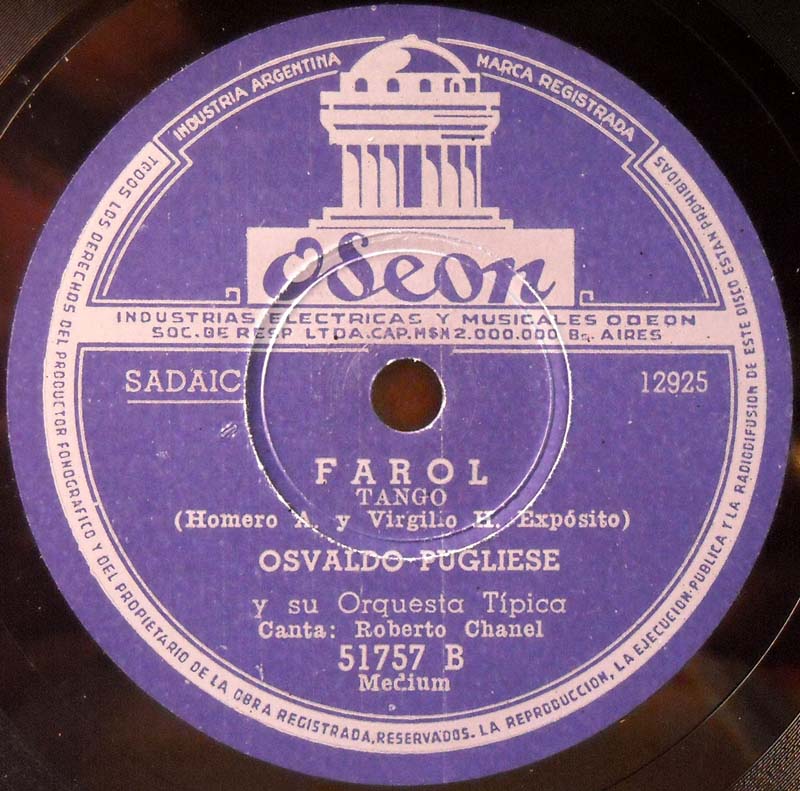 INDUSTRIA ARGENTINA
MARCA REGISTRADA
Odeon
INDUSTRIAS ELECTRICAS Y MUSICALES ODEON
SOC. DE RESP. LTDA. CAP. M$N 2.000.000 Bs. AIRES
SADAIC
12925
FAROL
TANGO
(Homero A. y Virgilio H. Expósito)
OSVALDO PUGLIESE
y su Orquesta Típica
Canta: Roberto Chanel
51757 B
Medium
TODOS LOS DERECHOS DEL PRODUCTOR FONOGRAFICO Y DEL PROPIETARIO DE LA OBRA REGISTRADA, RESERVADOS. LA REPRODUCCION, LA EJECUCION PUBLICA Y LA RADIODIFUSION DE ESTE DISCO ESTAN PROHIBIDAS